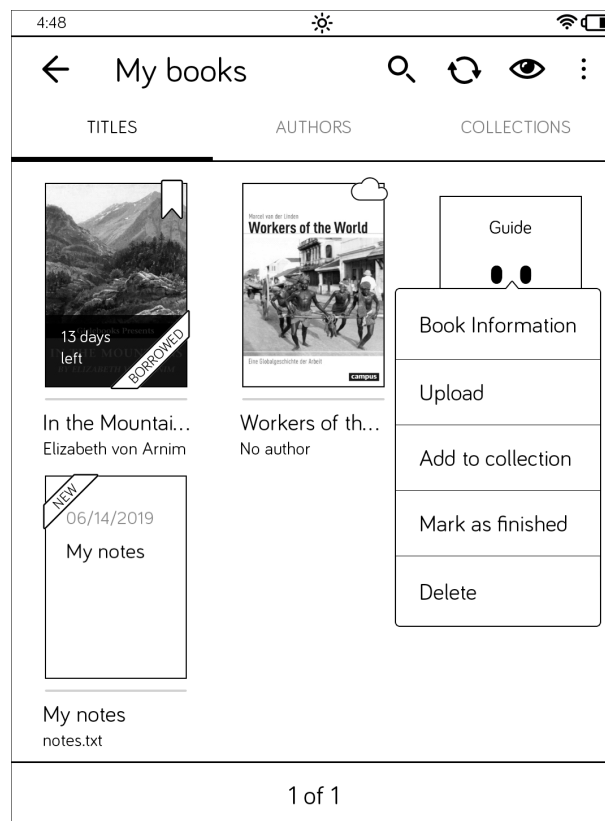 4:48
My books
TITLES
AUTHORS
COLLECTIONS
13 days
left
BORROWED
In the Mountai...
Elizabeth von Arnim
Marcel van der Linden
Workers of the World
Eine Globalgeschichte der Arbeit
campus
Workers of th...
No author
Guide
Book Information
Upload
Add to collection
Mark as finished
Delete
NEW
06/14/2019
My notes
My notes
notes.txt
1 of 1